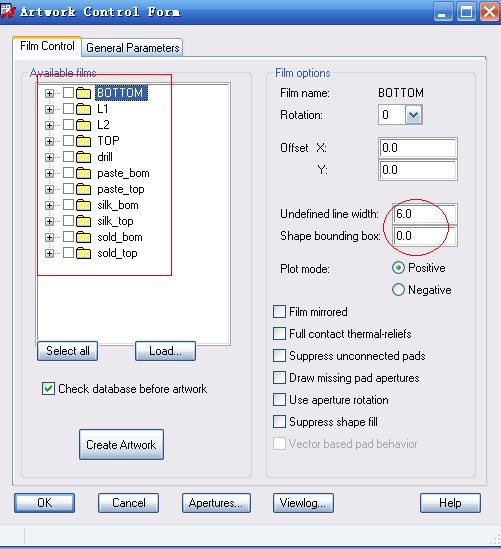 Artwork Control Form
Film Control
General Parameters
Available films
BOTTOM
L1
L2
TOP
drill
paste_bom
paste_top
silk_bom
silk_top
sold_bom
sold_top
Select all
Load...
Check database before artwork
Create Artwork
Film options
Film name: BOTTOM
Rotation: 0
Offset X: 0.0
Y: 0.0
Undefined line width: 6.0
Shape bounding box: 0.0
Plot mode: Positive
Negative
Film mirrored
Full contact thermal-reliefs
Suppress unconnected pads
Draw missing pad apertures
Use aperture rotation
Suppress shape fill
Vector based pad behavior
OK
Cancel
Apertures...
Viewlog...
Help